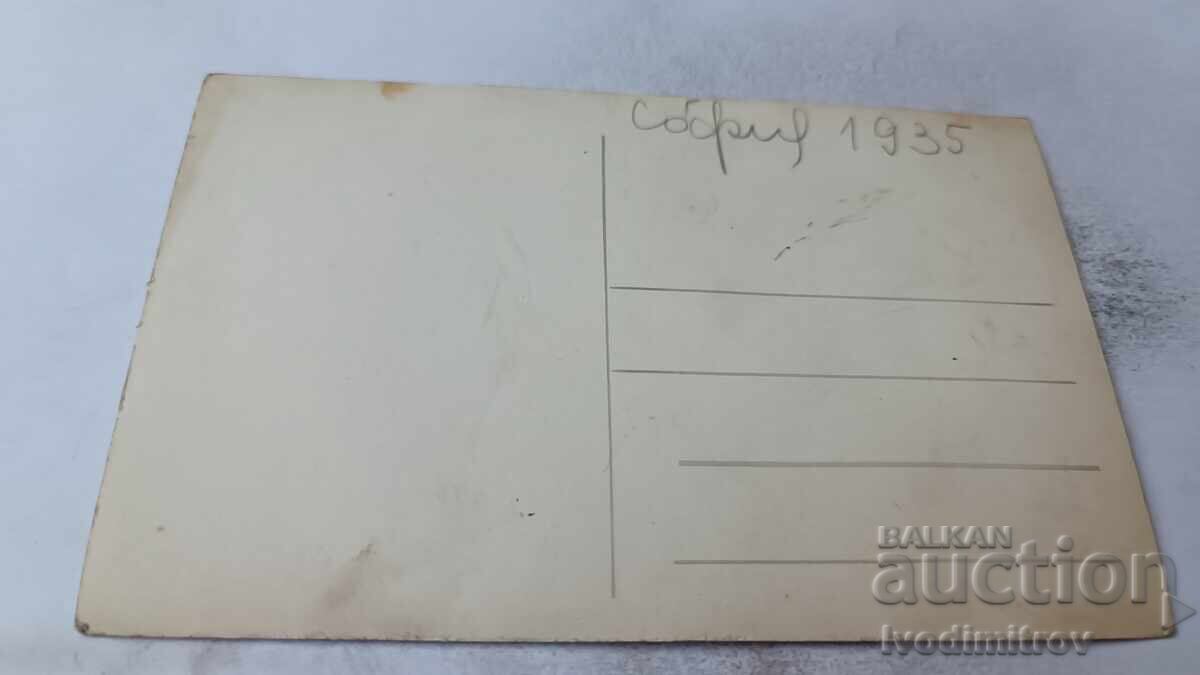 София 1935
BALKAN
auction
Ivodimitrov